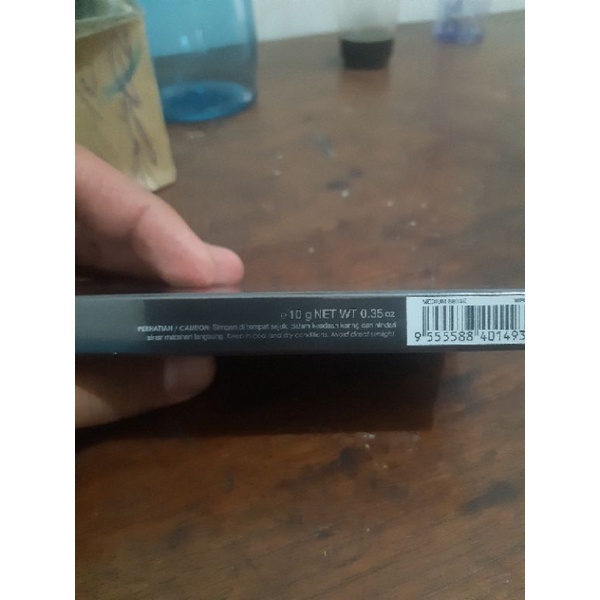 ℮ 10 g NET WT 0.35 oz
PERHATIAN / CAUTION: Simpan di tempat sejuk, dalam keadaan kering dan hindari
sinar matahari langsung. Keep in cool and dry conditions. Avoid direct sunlight
MEDIUM BEIGE
9 555588 401493